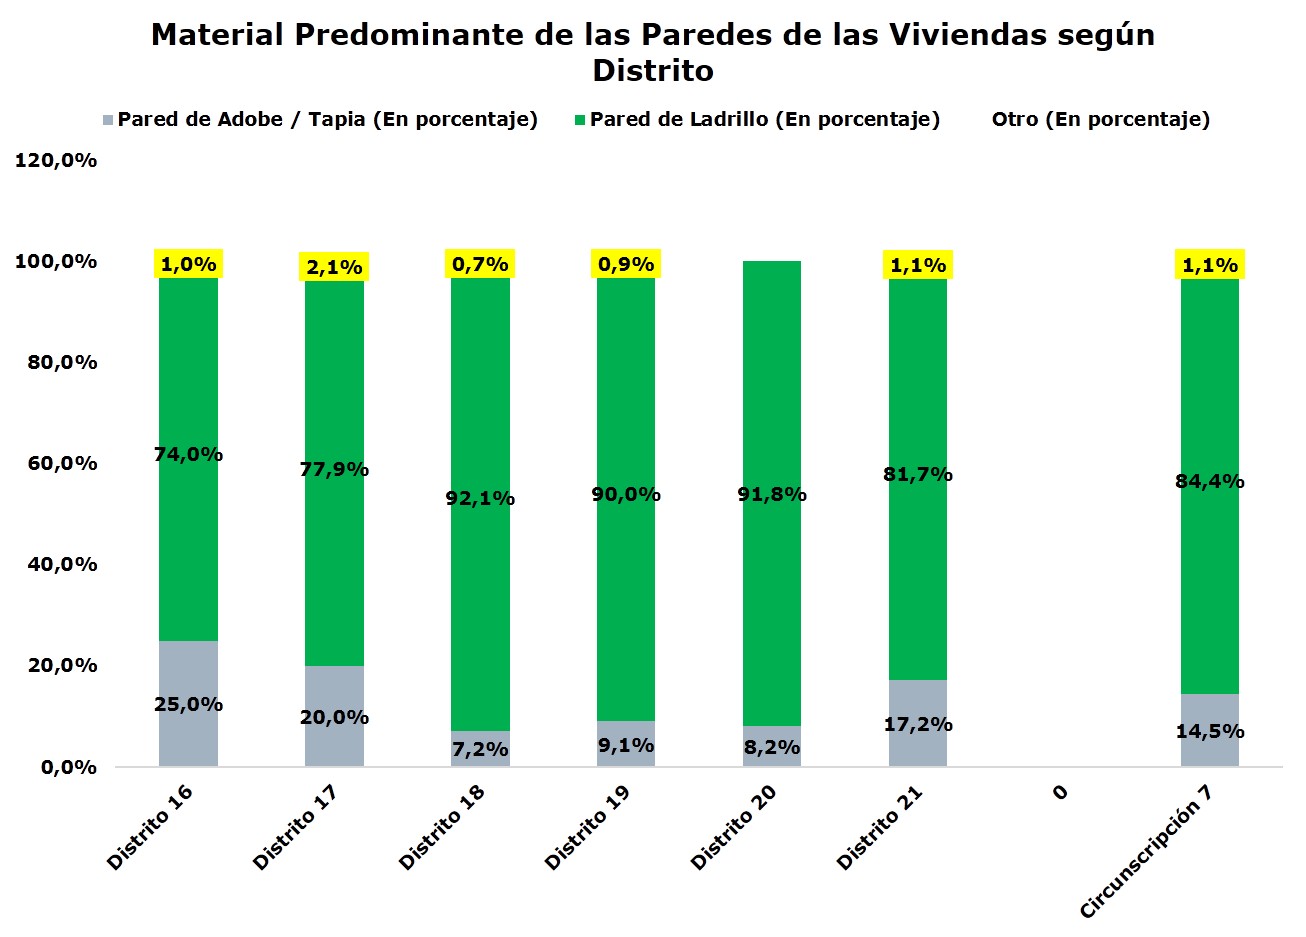 Material Predominante de las Paredes de las Viviendas según
Distrito
Pared de Adobe / Tapia (En porcentaje) Pared de Ladrillo (En porcentaje) Otro (En porcentaje)
120,0%
100,0%
80,0%
60,0%
40,0%
20,0%
0,0%
1,0% 2,1% 0,7% 0,9% 1,1% 1,1%
74,0% 77,9% 92,1% 90,0% 91,8% 81,7% 84,4%
25,0% 20,0% 7,2% 9,1% 8,2% 17,2% 14,5%
Distrito 16
Distrito 17
Distrito 18
Distrito 19
Distrito 20
Distrito 21
0
Circunscripción 7